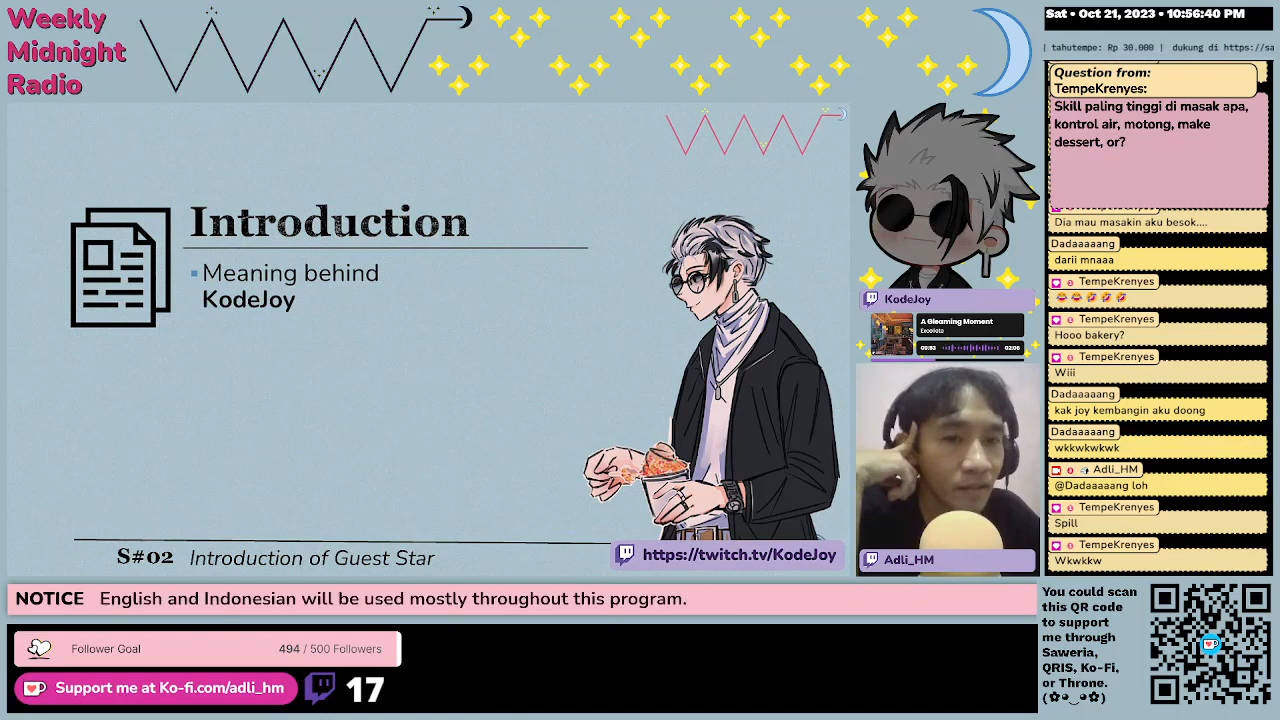 Weekly
Midnight
Radio
Sat • Oct 21, 2023 • 10:56:40 PM
| tahutempe: Rp 30.000 | dukung di https://sa
Question from:
TempeKrenyes:
Skill paling tinggi di masak apa,
kontrol air, motong, make
dessert, or?
Dia mau masakin aku besok....
Dadaaaaang
darii mnaaa
TempeKrenyes
😂 😂 🤣 🤣 🤣
TempeKrenyes
Hooo bakery?
TempeKrenyes
Wiii
Dadaaaaang
kak joy kembangin aku doong
Dadaaaaang
wkkwkwkwk
Adli_HM
@Dadaaaaang loh
TempeKrenyes
Spill
TempeKrenyes
Wkwkkw
Introduction
Meaning behind
KodeJoy
S#02 Introduction of Guest Star
https://twitch.tv/KodeJoy
KodeJoy
A Gleaming Moment
00:53
02:06
Adli_HM
NOTICE English and Indonesian will be used mostly throughout this program.
Follower Goal 494 / 500 Followers
Support me at Ko-fi.com/adli_hm
17
You could scan
this QR code
to support
me through
Saweria,
QRIS, Ko-Fi,
or Throne.
(✿•‿•✿)